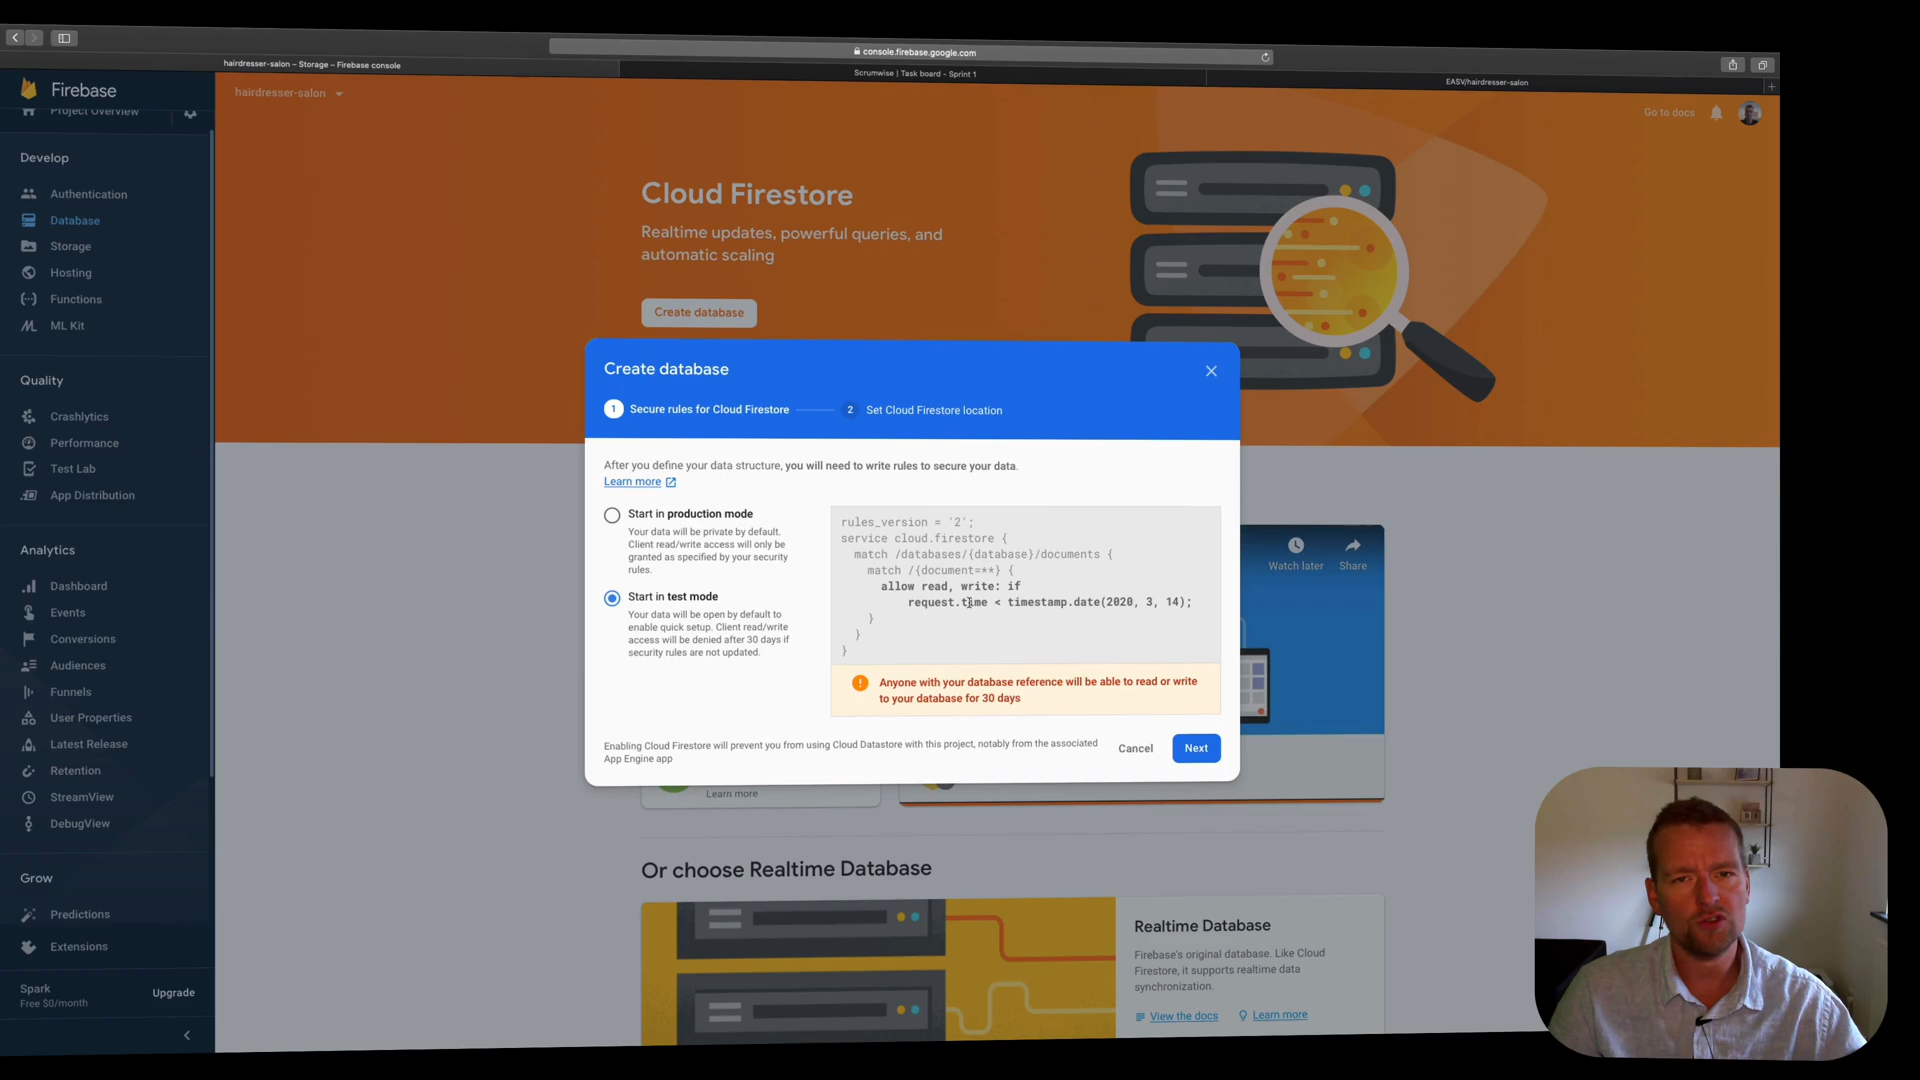 console.firebase.google.com
hairdresser-salon – Storage – Firebase console
Scrumwise | Task board - Sprint 1
EASV/hairdresser-salon
Firebase
Project Overview
Develop
Authentication
Database
Storage
Hosting
Functions
ML Kit
Quality
Crashlytics
Performance
Test Lab
App Distribution
Analytics
Dashboard
Events
Conversions
Audiences
Funnels
User Properties
Latest Release
Retention
StreamView
DebugView
Grow
Predictions
Extensions
Spark
Free $0/month
Upgrade
hairdresser-salon
Go to docs
Cloud Firestore
Realtime updates, powerful queries, and
automatic scaling
Create database
Create database
1 Secure rules for Cloud Firestore
2 Set Cloud Firestore location
After you define your data structure, you will need to write rules to secure your data.
Learn more
Start in production mode
Your data will be private by default.
Client read/write access will only be
granted as specified by your security
rules.
Start in test mode
Your data will be open by default to
enable quick setup. Client read/write
access will be denied after 30 days if
security rules are not updated.
rules_version = '2';
service cloud.firestore {
match /databases/{database}/documents {
match /{document=**} {
allow read, write: if
request.time < timestamp.date(2020, 3, 14);
}
}
}
Anyone with your database reference will be able to read or write
to your database for 30 days
Enabling Cloud Firestore will prevent you from using Cloud Datastore with this project, notably from the associated
App Engine app
Cancel
Next
Watch later
Share
Learn more
Or choose Realtime Database
Realtime Database
Firebase's original database. Like Cloud
Firestore, it supports realtime data
synchronization.
View the docs
Learn more